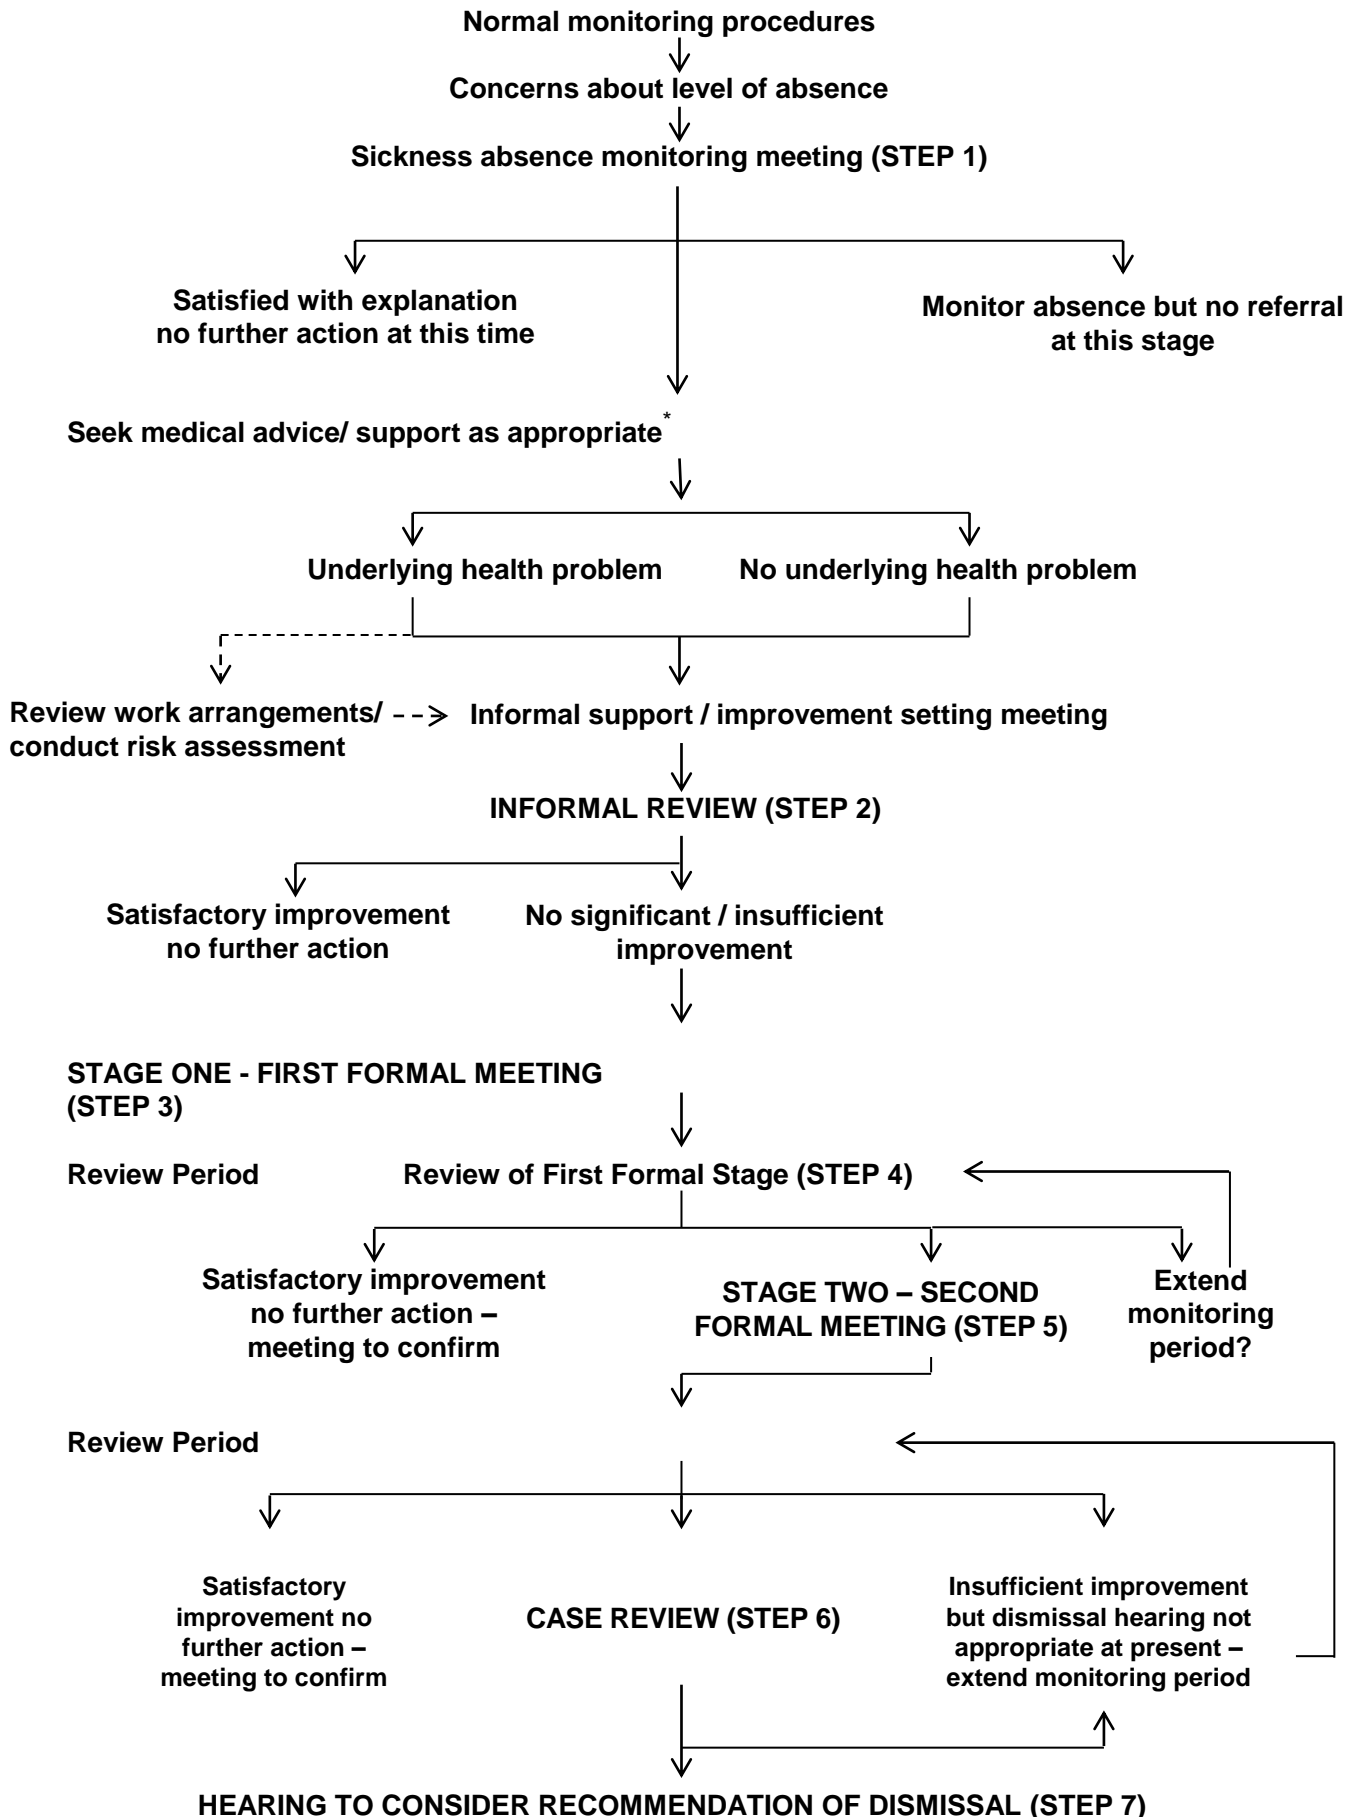 Normal monitoring procedures
Concerns about level of absence
Sickness absence monitoring meeting (STEP 1)
Satisfied with explanation
no further action at this time
Monitor absence but no referral
at this stage
Seek medical advice/ support as appropriate*
Underlying health problem
No underlying health problem
Review work arrangements/
conduct risk assessment
Informal support / improvement setting meeting
INFORMAL REVIEW (STEP 2)
Satisfactory improvement
no further action
No significant / insufficient
improvement
STAGE ONE - FIRST FORMAL MEETING
(STEP 3)
Review Period
Review of First Formal Stage (STEP 4)
Satisfactory improvement
no further action –
meeting to confirm
STAGE TWO – SECOND
FORMAL MEETING (STEP 5)
Extend
monitoring
period?
Review Period
Satisfactory
improvement no
further action –
meeting to confirm
CASE REVIEW (STEP 6)
Insufficient improvement
but dismissal hearing not
appropriate at present –
extend monitoring period
HEARING TO CONSIDER RECOMMENDATION OF DISMISSAL (STEP 7)